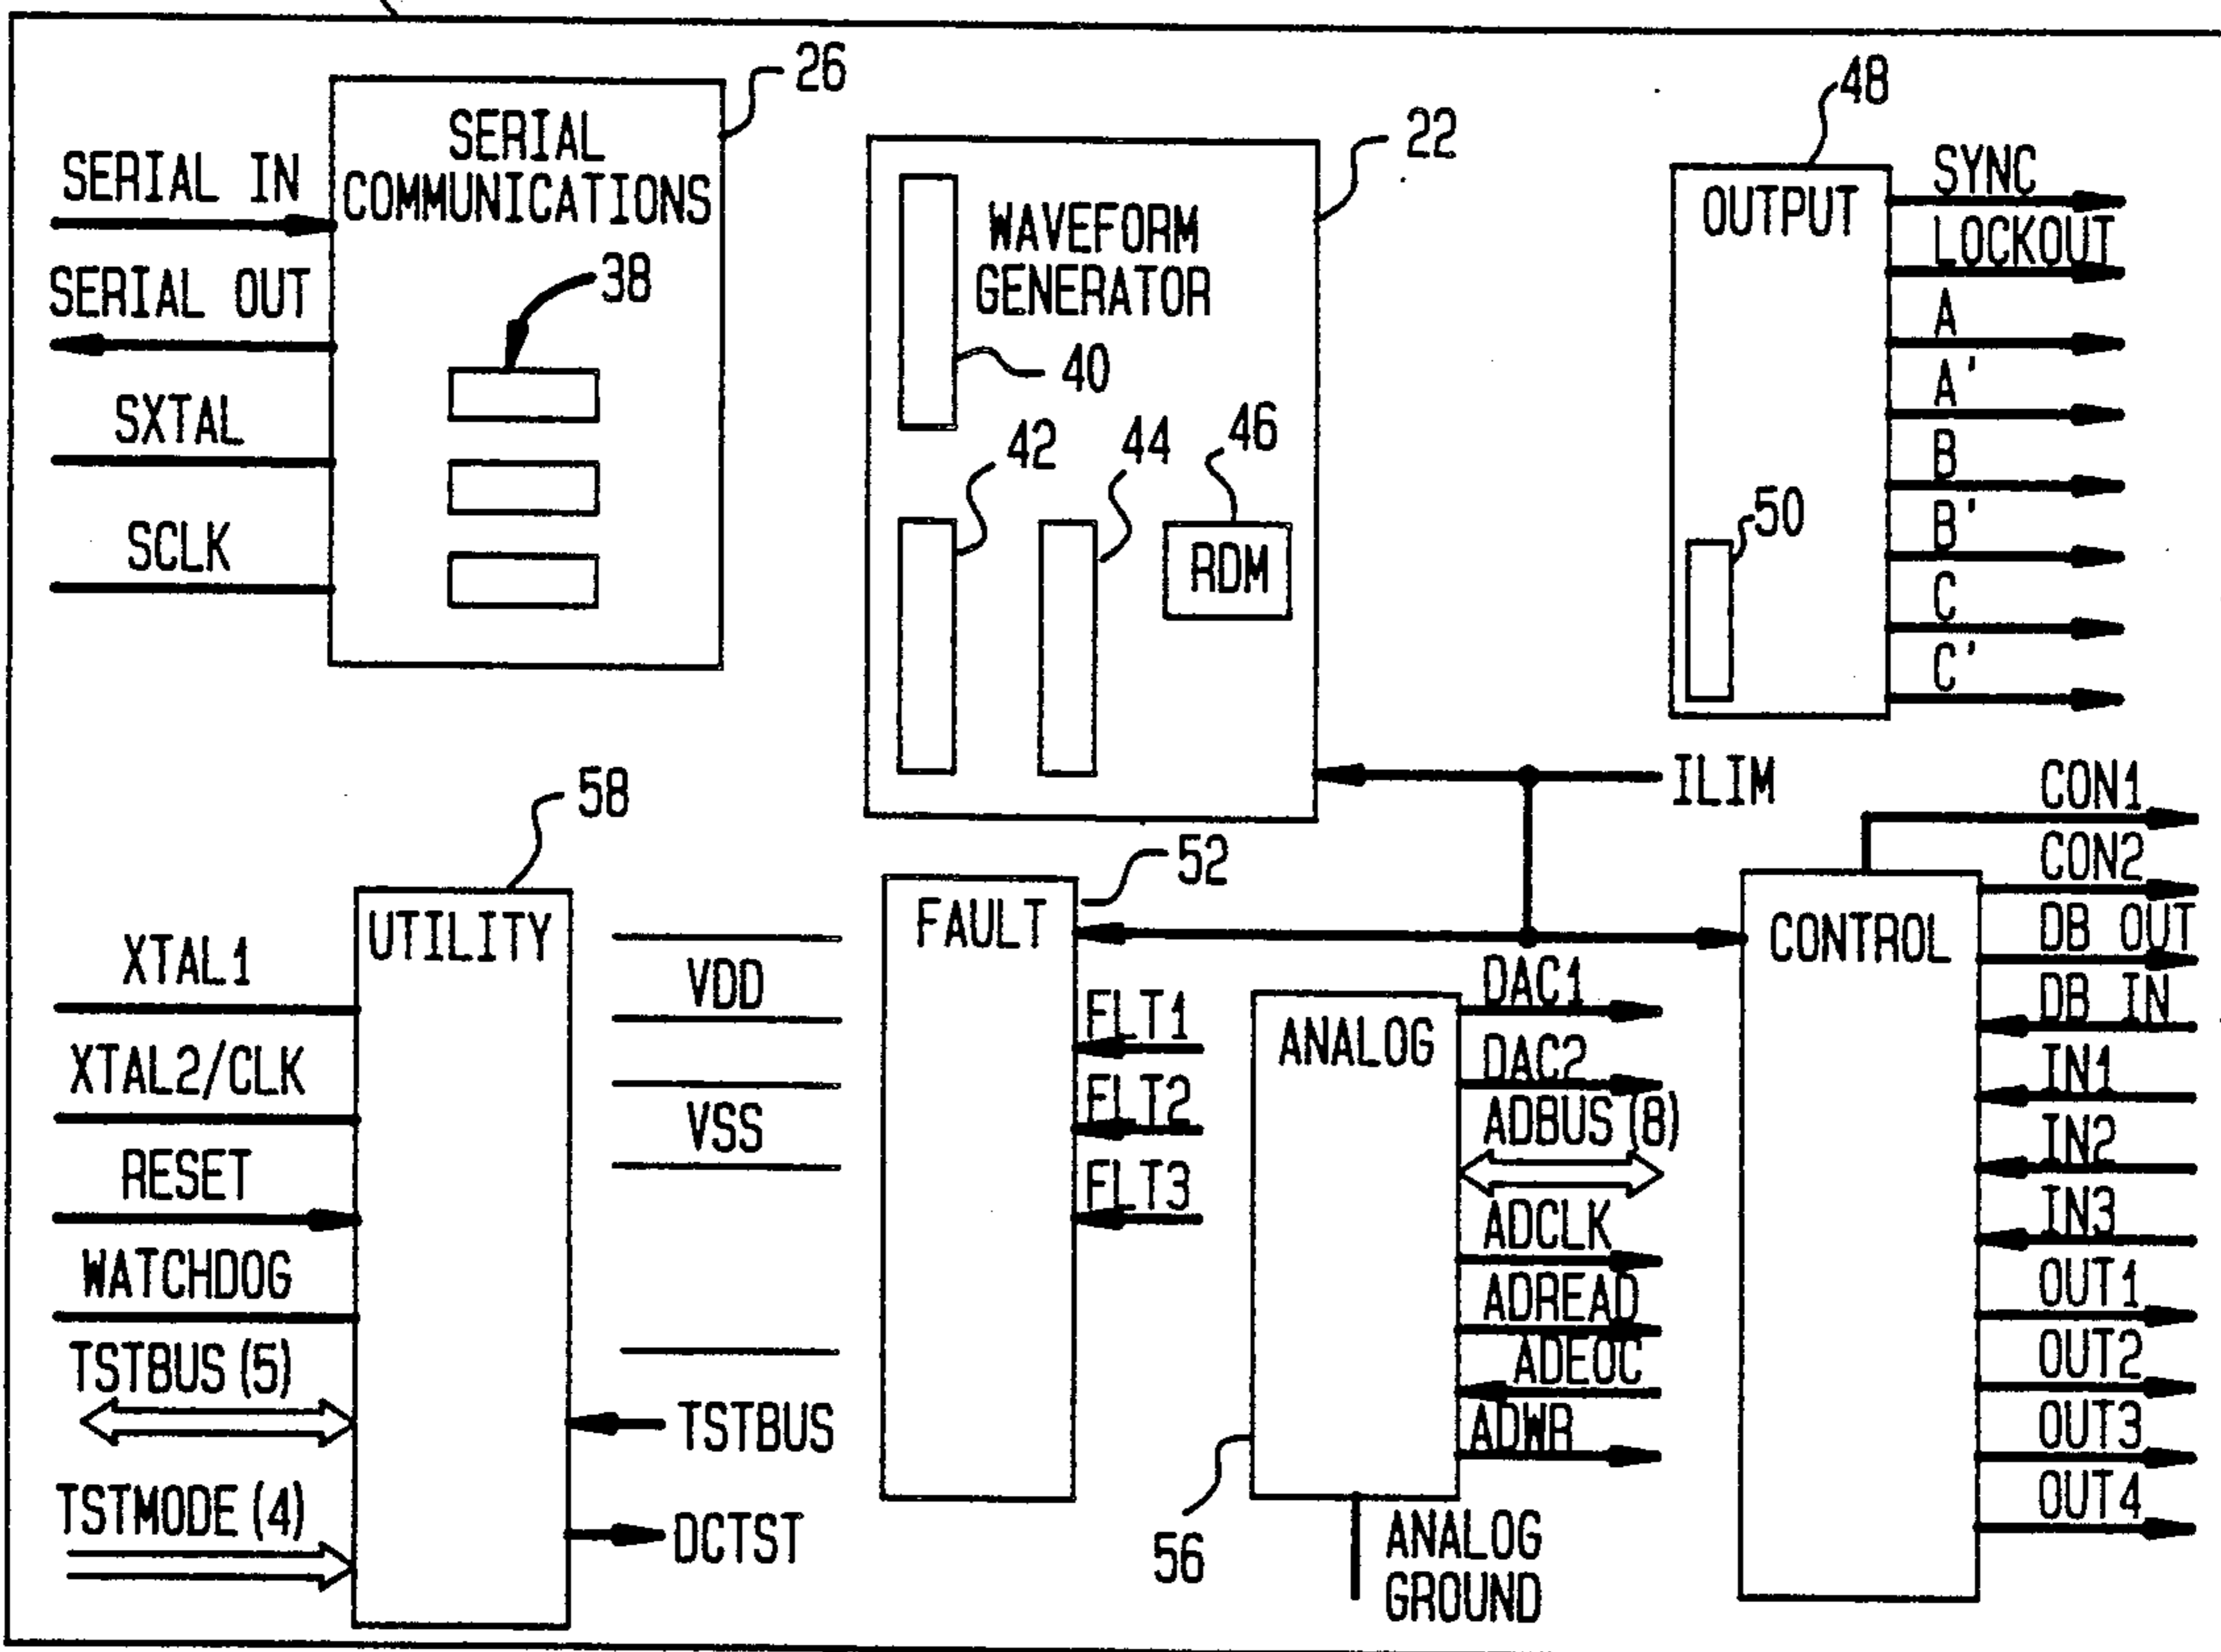 26
SERIAL
COMMUNICATIONS
SERIAL IN
SERIAL OUT
SXTAL
SCLK
38
22
WAVEFORM
GENERATOR
40
42
44
46
RDM
48
OUTPUT
50
SYNC
LOCKOUT
A
A'
B
B'
C
C'
ILIM
58
UTILITY
XTAL1
XTAL2/CLK
RESET
WATCHDOG
TSTBUS (5)
TSTMODE (4)
VDD
VSS
TSTBUS
DCTST
52
FAULT
FLT1
FLT2
FLT3
ANALOG
DAC1
DAC2
ADBUS (8)
ADCLK
ADREAD
ADEOC
ADWR
56
ANALOG
GROUND
CONTROL
CON1
CON2
DB OUT
DB IN
IN1
IN2
IN3
OUT1
OUT2
OUT3
OUT4